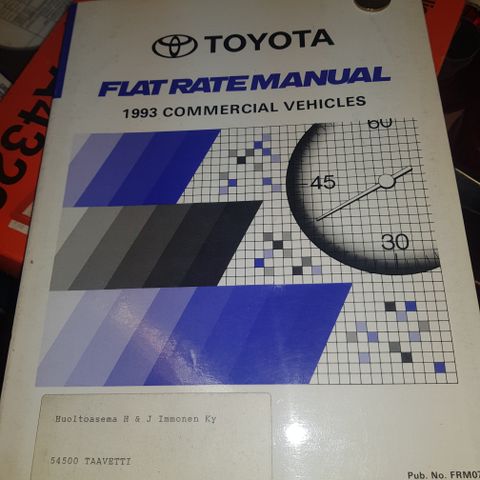 TOYOTA
FLAT RATE MANUAL
1993 COMMERCIAL VEHICLES
60
45
30
Huoltoasema H & J Immonen Ky
54500 TAAVETTI
Pub. No. FRM07